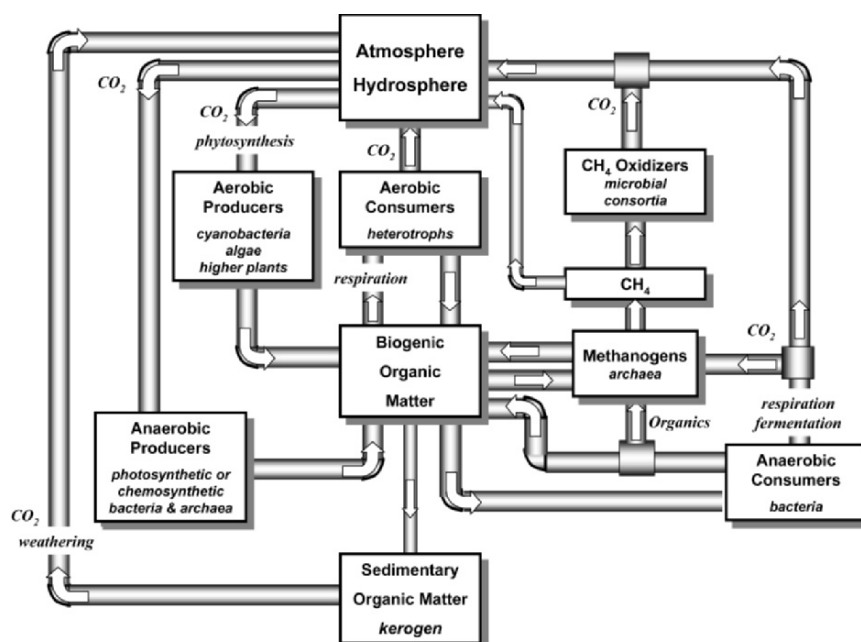 Atmosphere
Hydrosphere
CO2
CO2
phytosynthesis
CO2
CO2
Aerobic
Producers
cyanobacteria
algae
higher plants
Aerobic
Consumers
heterotrophs
CH4 Oxidizers
microbial
consortia
respiration
CH4
Biogenic
Organic
Matter
Methanogens
archaea
CO2
Organics
respiration
fermentation
Anaerobic
Producers
photosynthetic or
chemosynthetic
bacteria & archaea
Anaerobic
Consumers
bacteria
CO2
weathering
Sedimentary
Organic Matter
kerogen